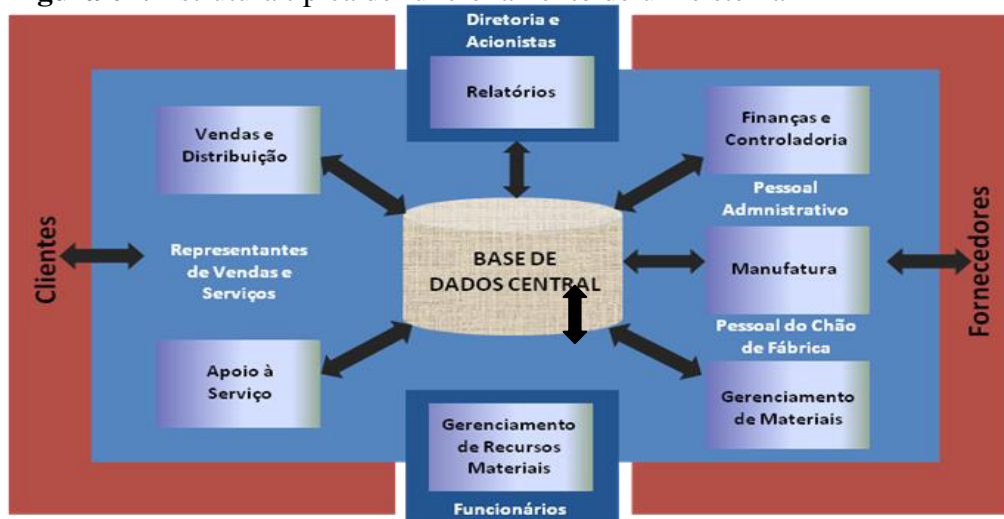 Diretoria e
Acionistas
Relatórios
Vendas e
Distribuição
Finanças e
Controladoria
Pessoal
Admnistrativo
Clientes
Representantes
de Vendas e
Serviços
BASE DE
DADOS CENTRAL
Manufatura
Fornecedores
Pessoal do Chão
de Fábrica
Apoio à
Serviço
Gerenciamento
de Materiais
Gerenciamento
de Recursos
Materiais
Funcionários